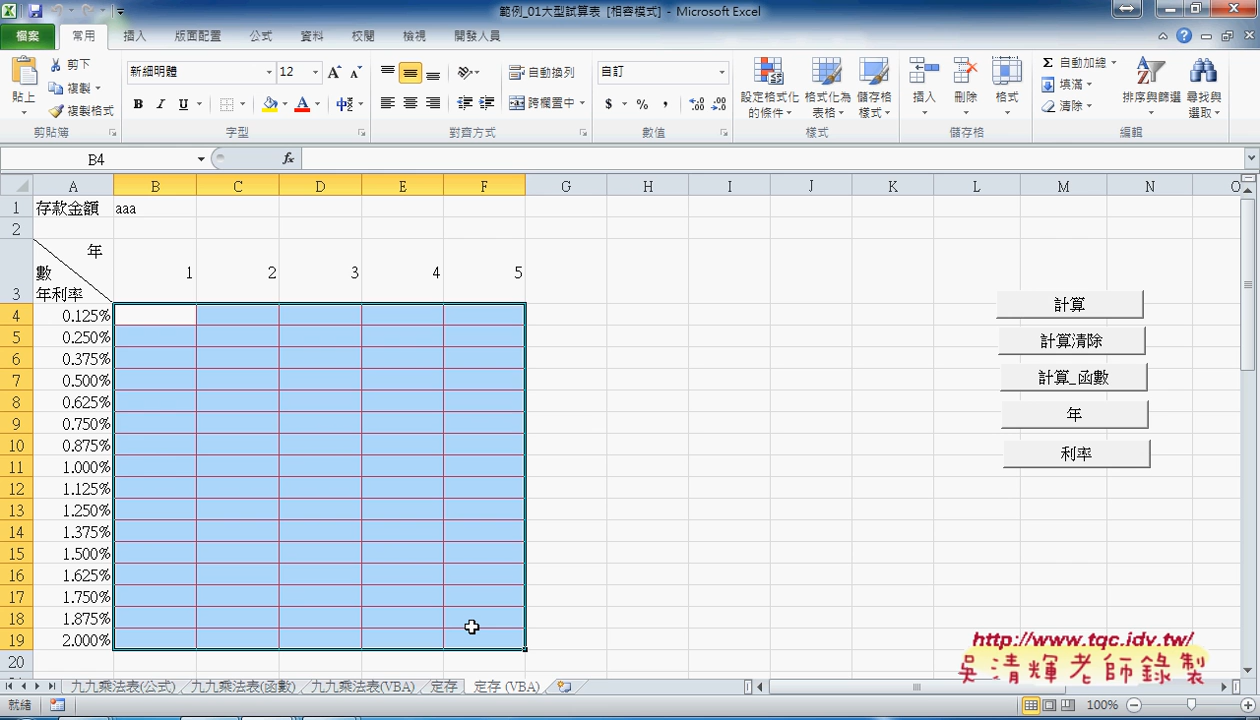 範例_01大型試算表 [相容模式] - Microsoft Excel
檔案 常用 插入 版面配置 公式 資料 校閱 檢視 開發人員
貼上 剪下 複製 複製格式 剪貼簿
新細明體 12 B I U 字型
自動換列 跨欄置中 對齊方式
自訂 $ % , 數值
設定格式化的條件 格式化為表格 儲存格樣式 樣式
插入 刪除 格式 儲存格
Σ 自動加總 填滿 清除 排序與篩選 尋找與選取 編輯
B4 fx
A B C D E F G H I J K L M N O
1 存款金額 aaa
2
年
數 1 2 3 4 5
3 年利率
4 0.125% 計算
5 0.250% 計算清除
6 0.375%
7 0.500% 計算_函數
8 0.625% 年
9 0.750%
10 0.875% 利率
11 1.000%
12 1.125%
13 1.250%
14 1.375%
15 1.500%
16 1.625%
17 1.750%
18 1.875%
19 2.000%
20
http://www.tqc.idv.tw/
吳清輝老師錄製
九九乘法表(公式) 九九乘法表(函數) 九九乘法表(VBA) 定存 定存 (VBA)
就緒 100%